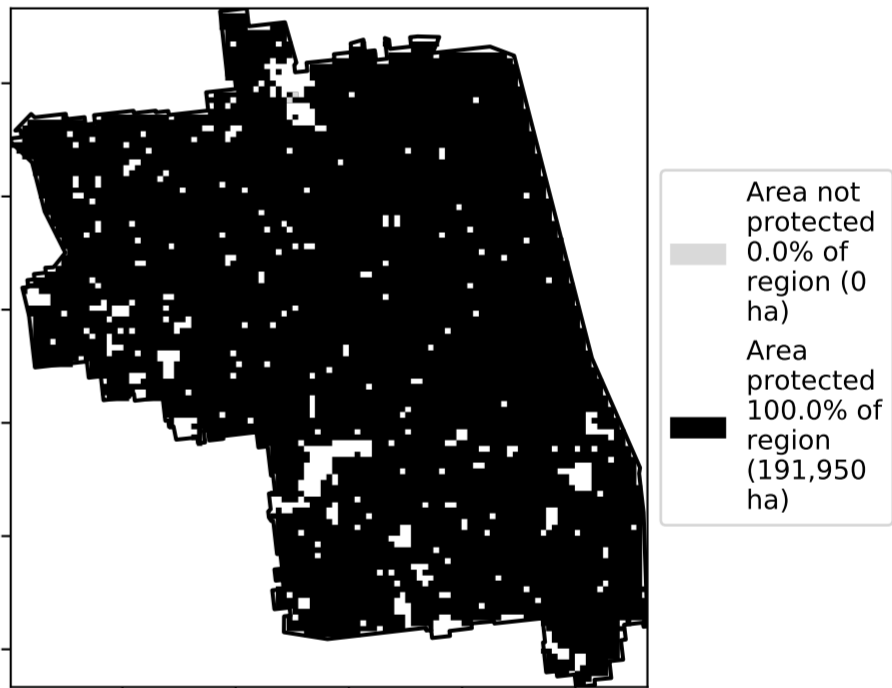 Area not
protected
0.0% of
region (0
ha)
Area
protected
100.0% of
region
(191,950
ha)